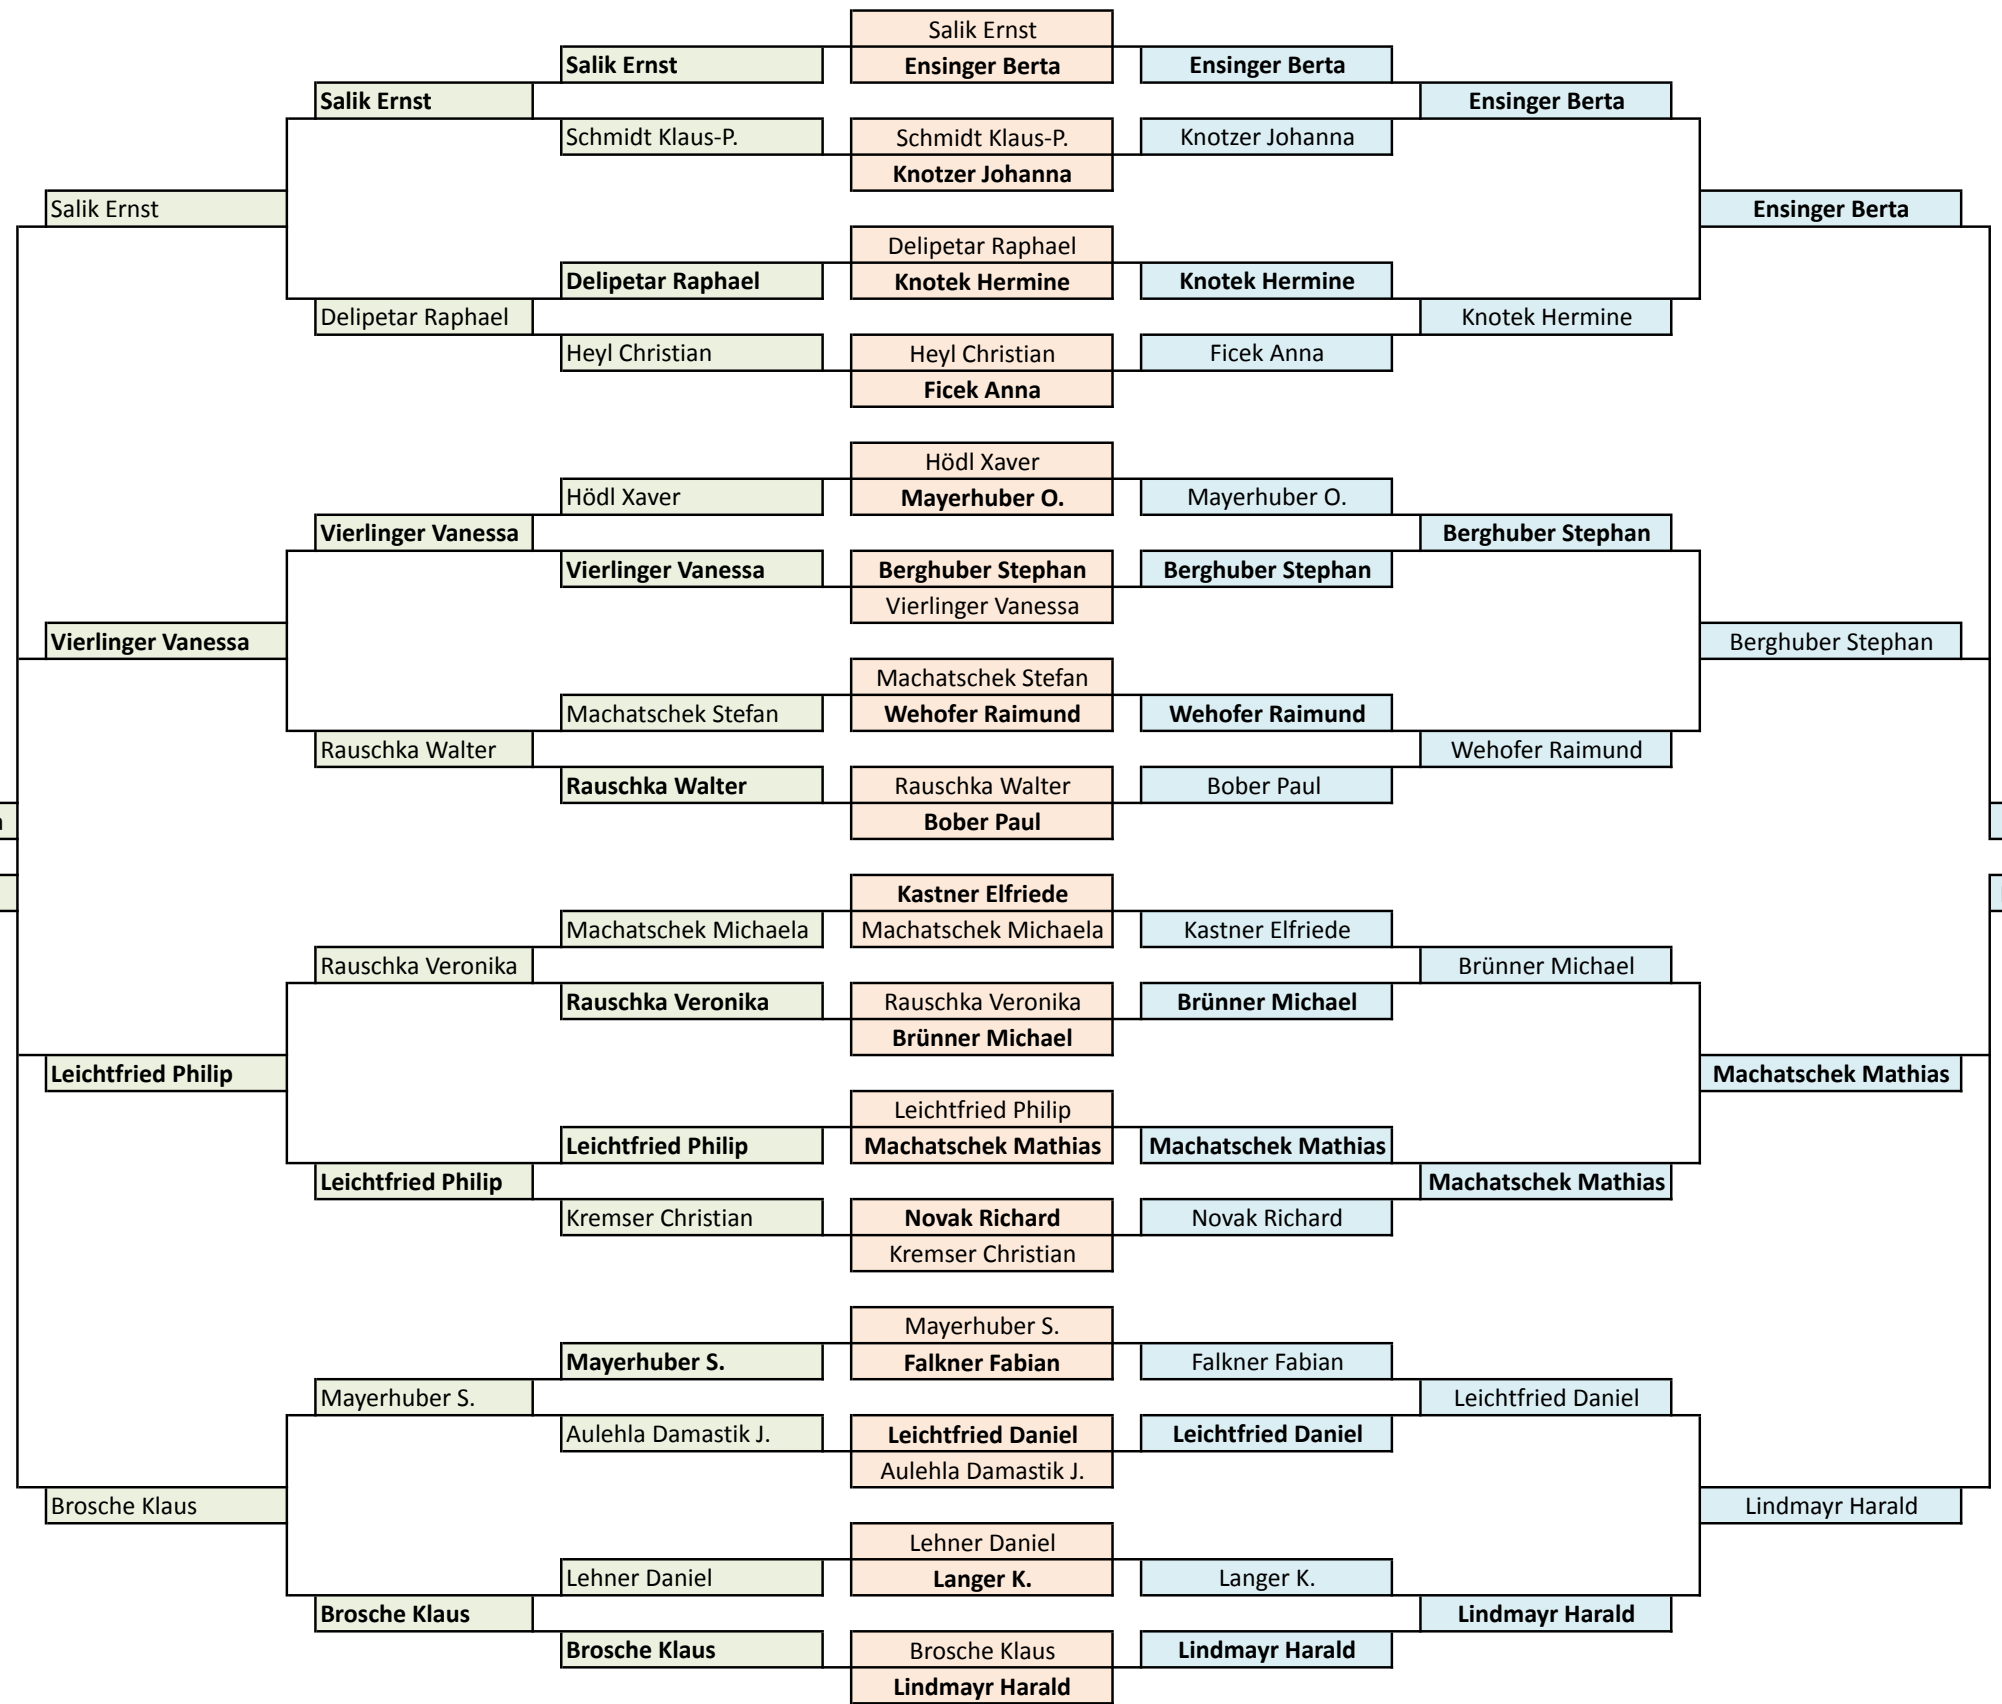 Salik Ernst
Salik Ernst
Ensinger Berta
Ensinger Berta
Salik Ernst
Ensinger Berta
Schmidt Klaus-P.
Schmidt Klaus-P.
Knotzer Johanna
Knotzer Johanna
Salik Ernst
Ensinger Berta
Delipetar Raphael
Delipetar Raphael
Knotek Hermine
Knotek Hermine
Delipetar Raphael
Knotek Hermine
Heyl Christian
Heyl Christian
Ficek Anna
Ficek Anna
Hödl Xaver
Hödl Xaver
Mayerhuber O.
Mayerhuber O.
Vierlinger Vanessa
Berghuber Stephan
Vierlinger Vanessa
Berghuber Stephan
Berghuber Stephan
Vierlinger Vanessa
Vierlinger Vanessa
Berghuber Stephan
Machatschek Stefan
Machatschek Stefan
Wehofer Raimund
Wehofer Raimund
Rauschka Walter
Wehofer Raimund
Rauschka Walter
Rauschka Walter
Bober Paul
Bober Paul
Kastner Elfriede
Machatschek Michaela
Machatschek Michaela
Kastner Elfriede
Rauschka Veronika
Brünner Michael
Rauschka Veronika
Rauschka Veronika
Brünner Michael
Brünner Michael
Leichtfried Philip
Machatschek Mathias
Leichtfried Philip
Leichtfried Philip
Machatschek Mathias
Machatschek Mathias
Leichtfried Philip
Machatschek Mathias
Kremser Christian
Novak Richard
Novak Richard
Kremser Christian
Mayerhuber S.
Mayerhuber S.
Falkner Fabian
Falkner Fabian
Mayerhuber S.
Leichtfried Daniel
Aulehla Damastik J.
Leichtfried Daniel
Leichtfried Daniel
Aulehla Damastik J.
Brosche Klaus
Lindmayr Harald
Lehner Daniel
Lehner Daniel
Langer K.
Langer K.
Brosche Klaus
Lindmayr Harald
Brosche Klaus
Brosche Klaus
Lindmayr Harald
Lindmayr Harald